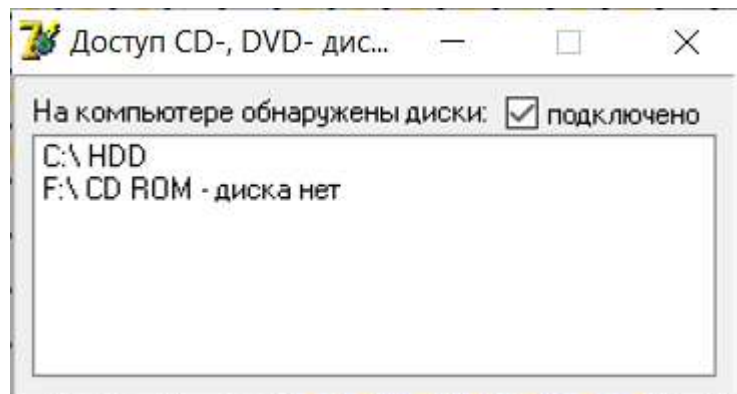 Доступ CD-, DVD- дис...
На компьютере обнаружены диски: подключено
C:\ HDD
F:\ CD ROM - диска нет